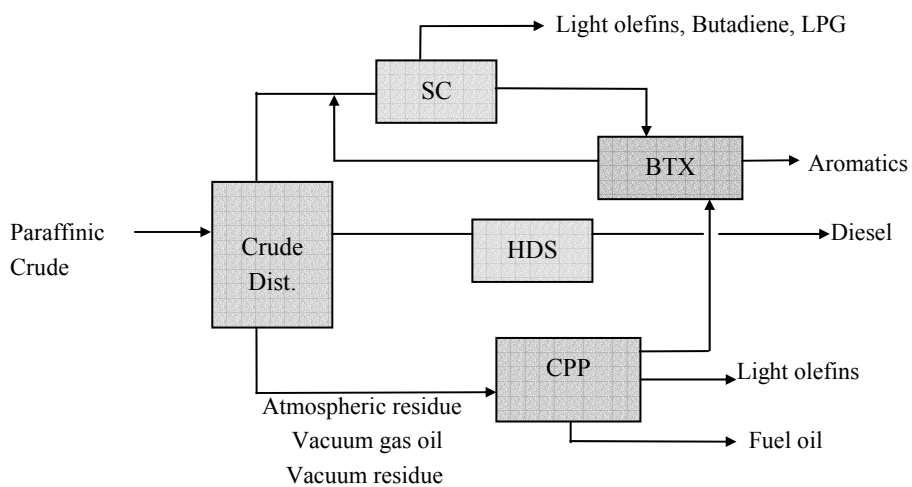 Light olefins, Butadiene, LPG
SC
BTX
Aromatics
Paraffinic
Crude
Crude
Dist.
HDS
Diesel
CPP
Light olefins
Atmospheric residue
Vacuum gas oil
Vacuum residue
Fuel oil